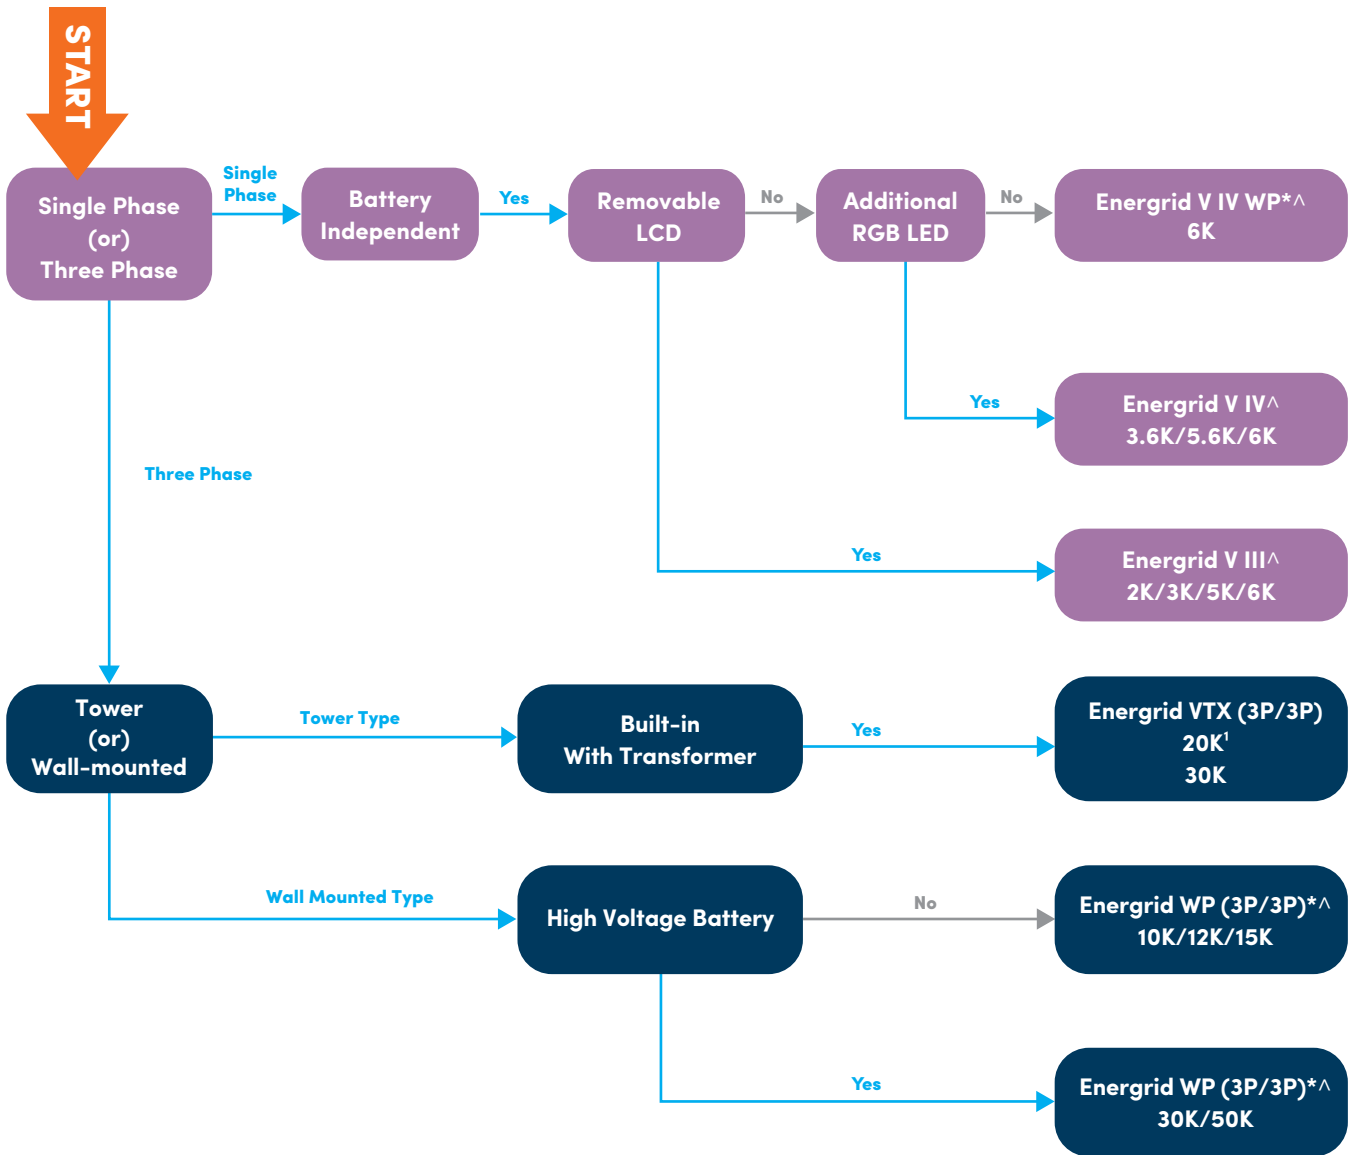 START
Single Phase
(or)
Three Phase
Single
Phase
Battery
Independent
Yes
Removable
LCD
No
Additional
RGB LED
No
Energrid V IV WP*^
6K
Yes
Energrid V IV^
3.6K/5.6K/6K
Three Phase
Yes
Energrid V III^
2K/3K/5K/6K
Tower
(or)
Wall-mounted
Tower Type
Built-in
With Transformer
Yes
Energrid VTX (3P/3P)
20K¹
30K
Wall Mounted Type
High Voltage Battery
No
Energrid WP (3P/3P)*^
10K/12K/15K
Yes
Energrid WP (3P/3P)*^
30K/50K